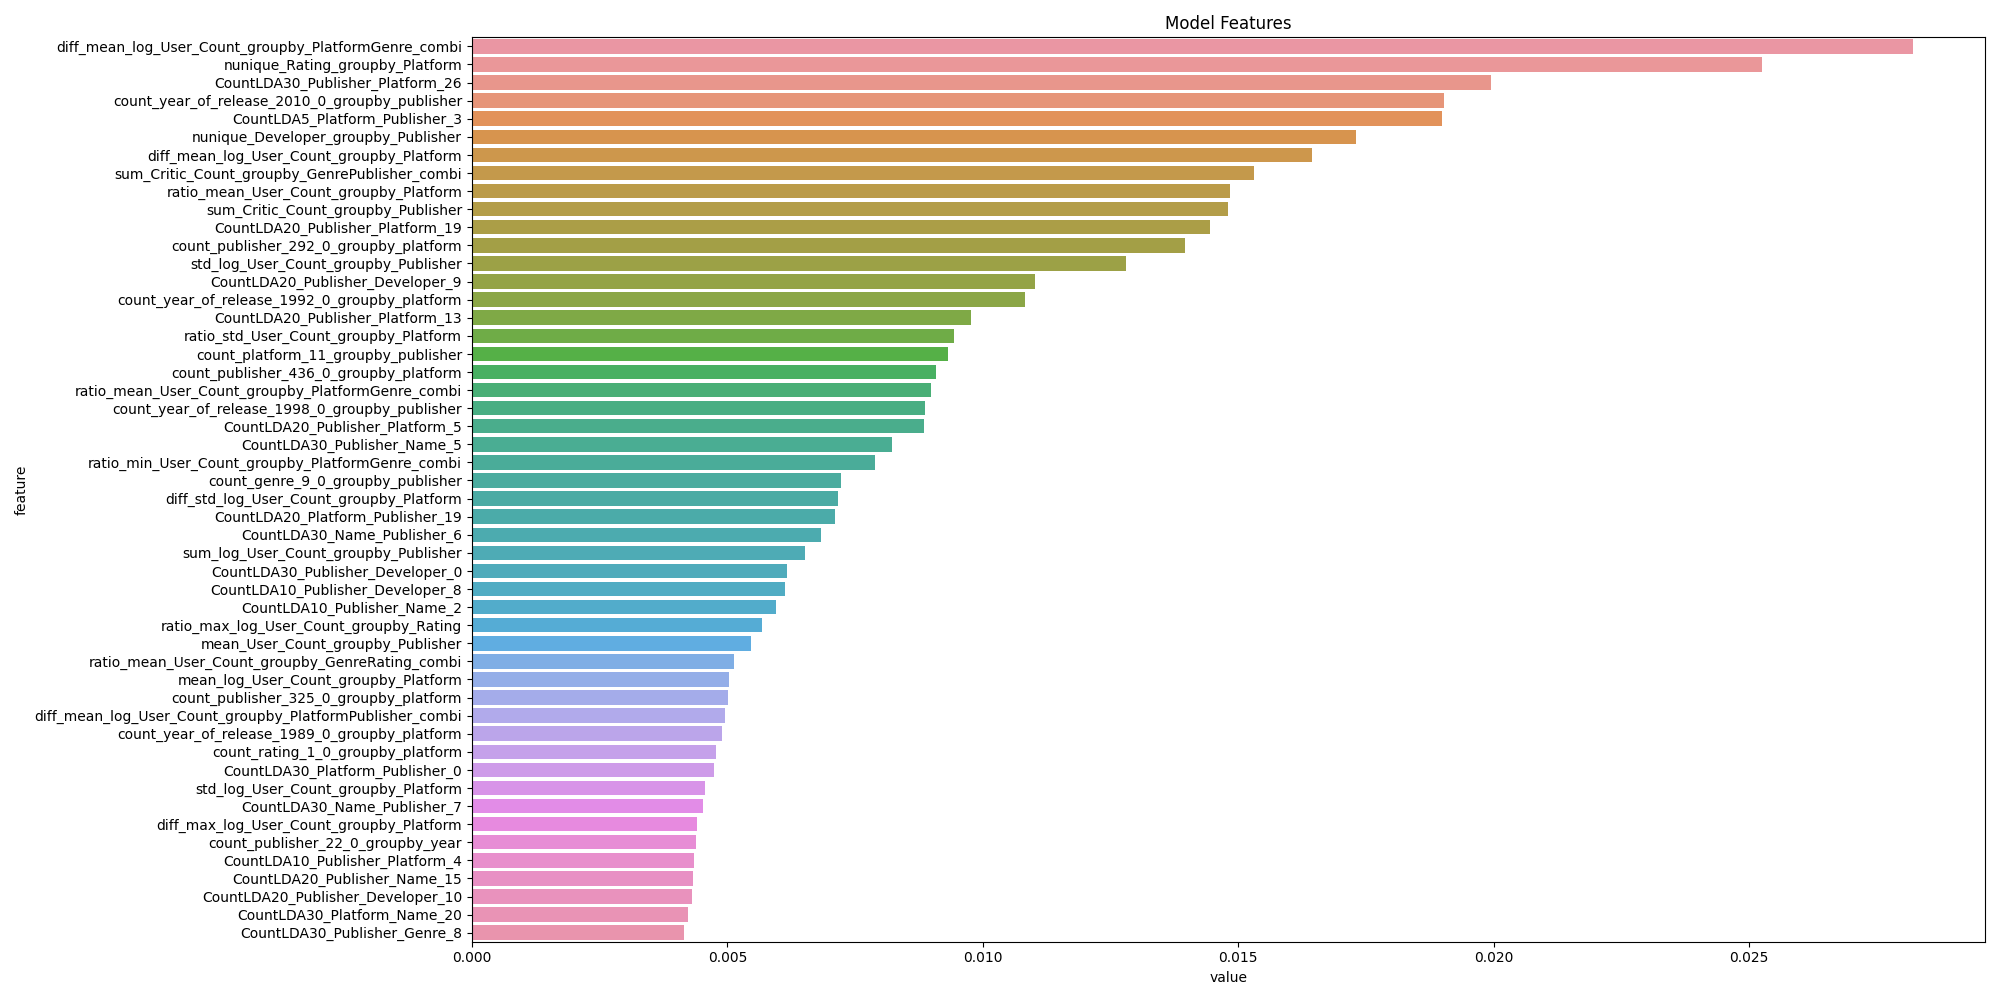 Model Features
diff_mean_log_User_Count_groupby_PlatformGenre_combi
nunique_Rating_groupby_Platform
CountLDA30_Publisher_Platform_26
count_year_of_release_2010_0_groupby_publisher
CountLDA5_Platform_Publisher_3
nunique_Developer_groupby_Publisher
diff_mean_log_User_Count_groupby_Platform
sum_Critic_Count_groupby_GenrePublisher_combi
ratio_mean_User_Count_groupby_Platform
sum_Critic_Count_groupby_Publisher
CountLDA20_Publisher_Platform_19
count_publisher_292_0_groupby_platform
std_log_User_Count_groupby_Publisher
CountLDA20_Publisher_Developer_9
count_year_of_release_1992_0_groupby_platform
CountLDA20_Publisher_Platform_13
ratio_std_User_Count_groupby_Platform
count_platform_11_groupby_publisher
count_publisher_436_0_groupby_platform
ratio_mean_User_Count_groupby_PlatformGenre_combi
count_year_of_release_1998_0_groupby_publisher
CountLDA20_Publisher_Platform_5
CountLDA30_Publisher_Name_5
ratio_min_User_Count_groupby_PlatformGenre_combi
count_genre_9_0_groupby_publisher
diff_std_log_User_Count_groupby_Platform
CountLDA20_Platform_Publisher_19
CountLDA30_Name_Publisher_6
sum_log_User_Count_groupby_Publisher
CountLDA30_Publisher_Developer_0
CountLDA10_Publisher_Developer_8
CountLDA10_Publisher_Name_2
ratio_max_log_User_Count_groupby_Rating
mean_User_Count_groupby_Publisher
ratio_mean_User_Count_groupby_GenreRating_combi
mean_log_User_Count_groupby_Platform
count_publisher_325_0_groupby_platform
diff_mean_log_User_Count_groupby_PlatformPublisher_combi
count_year_of_release_1989_0_groupby_platform
count_rating_1_0_groupby_platform
CountLDA30_Platform_Publisher_0
std_log_User_Count_groupby_Platform
CountLDA30_Name_Publisher_7
diff_max_log_User_Count_groupby_Platform
count_publisher_22_0_groupby_year
CountLDA10_Publisher_Platform_4
CountLDA20_Publisher_Name_15
CountLDA20_Publisher_Developer_10
CountLDA30_Platform_Name_20
CountLDA30_Publisher_Genre_8
feature
0.000 0.005 0.010 0.015 0.020 0.025
value